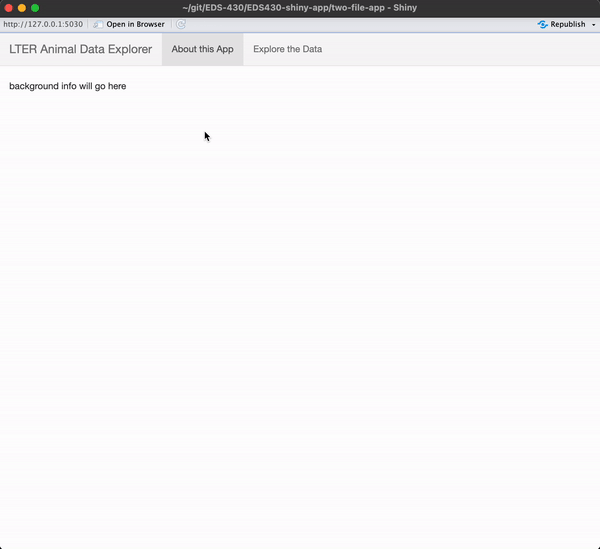 ~/git/EDS-430/EDS430-shiny-app/two-file-app - Shiny
http://127.0.0.1:5030 Open in Browser Republish
LTER Animal Data Explorer About this App Explore the Data
background info will go here